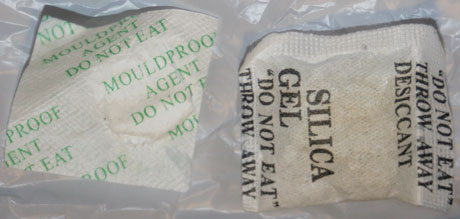 MOULDPROOF
AGENT
DO NOT EAT
MOULDPROOF
AGENT
DO NOT
PROOF
ENT
EAT
PROOF
EAT
"DO NOT EAT"
THROW AWAY
DESICCANT
SILICA
GEL
"DO NOT EAT"
THROW AWAY